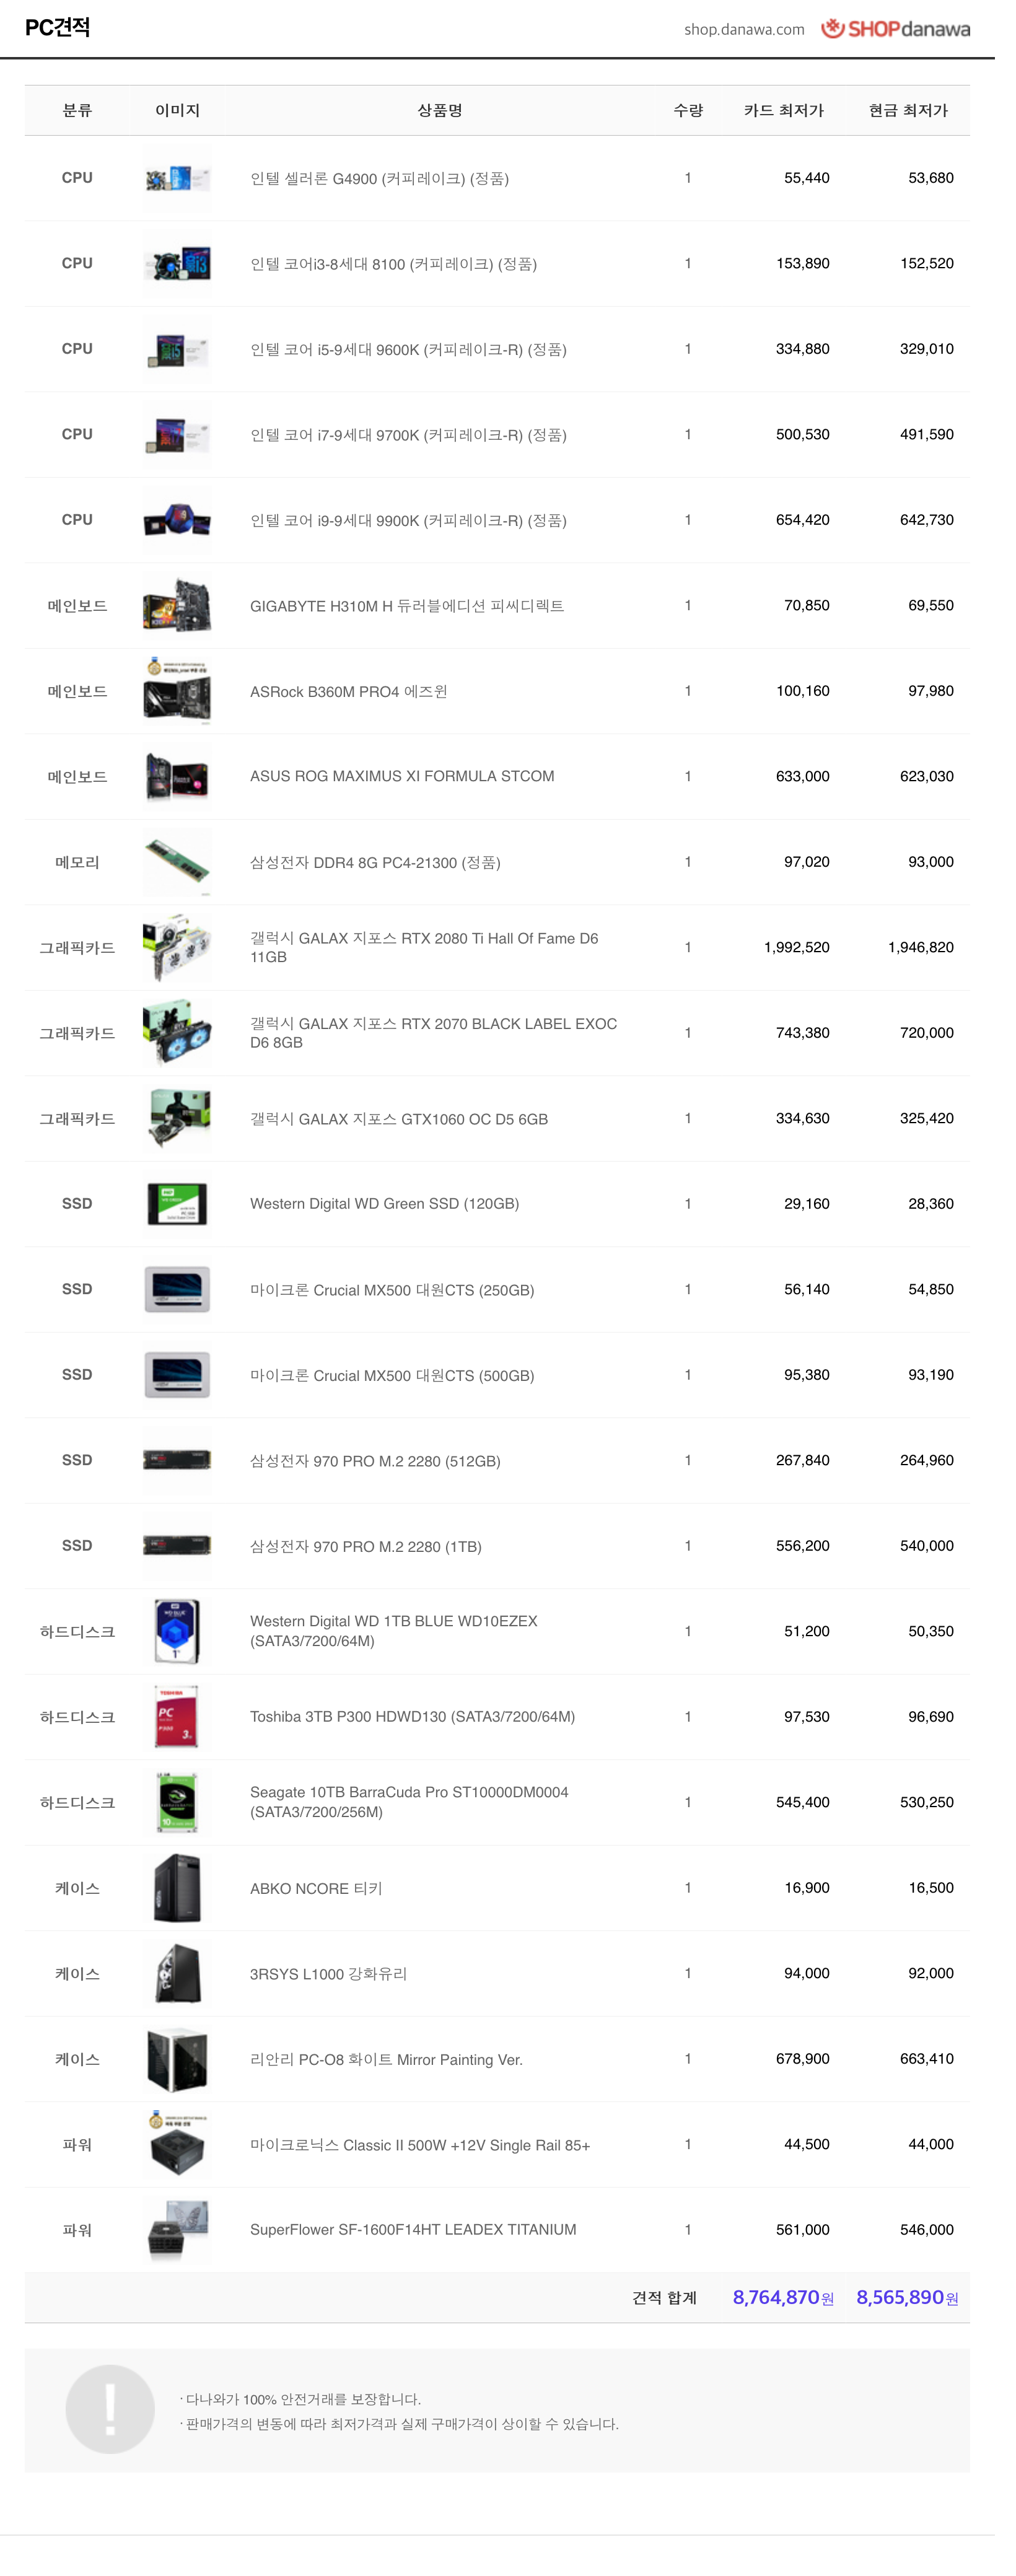 PC견적
shop.danawa.com SHOPdanawa
분류 이미지 상품명 수량 카드 최저가 현금 최저가
CPU 인텔 셀러론 G4900 (커피레이크) (정품) 1 55,440 53,680
CPU 인텔 코어i3-8세대 8100 (커피레이크) (정품) 1 153,890 152,520
CPU 인텔 코어 i5-9세대 9600K (커피레이크-R) (정품) 1 334,880 329,010
CPU 인텔 코어 i7-9세대 9700K (커피레이크-R) (정품) 1 500,530 491,590
CPU 인텔 코어 i9-9세대 9900K (커피레이크-R) (정품) 1 654,420 642,730
메인보드 GIGABYTE H310M H 듀러블에디션 피씨디렉트 1 70,850 69,550
메인보드 ASRock B360M PRO4 에즈윈 1 100,160 97,980
메인보드 ASUS ROG MAXIMUS XI FORMULA STCOM 1 633,000 623,030
메모리 삼성전자 DDR4 8G PC4-21300 (정품) 1 97,020 93,000
그래픽카드 갤럭시 GALAX 지포스 RTX 2080 Ti Hall Of Fame D6
11GB 1 1,992,520 1,946,820
그래픽카드 갤럭시 GALAX 지포스 RTX 2070 BLACK LABEL EXOC
D6 8GB 1 743,380 720,000
그래픽카드 갤럭시 GALAX 지포스 GTX1060 OC D5 6GB 1 334,630 325,420
SSD Western Digital WD Green SSD (120GB) 1 29,160 28,360
SSD 마이크론 Crucial MX500 대원CTS (250GB) 1 56,140 54,850
SSD 마이크론 Crucial MX500 대원CTS (500GB) 1 95,380 93,190
SSD 삼성전자 970 PRO M.2 2280 (512GB) 1 267,840 264,960
SSD 삼성전자 970 PRO M.2 2280 (1TB) 1 556,200 540,000
하드디스크 Western Digital WD 1TB BLUE WD10EZEX
(SATA3/7200/64M) 1 51,200 50,350
하드디스크 Toshiba 3TB P300 HDWD130 (SATA3/7200/64M) 1 97,530 96,690
하드디스크 Seagate 10TB BarraCuda Pro ST10000DM0004
(SATA3/7200/256M) 1 545,400 530,250
케이스 ABKO NCORE 티키 1 16,900 16,500
케이스 3RSYS L1000 강화유리 1 94,000 92,000
케이스 리안리 PC-O8 화이트 Mirror Painting Ver. 1 678,900 663,410
파워 마이크로닉스 Classic II 500W +12V Single Rail 85+ 1 44,500 44,000
파워 SuperFlower SF-1600F14HT LEADEX TITANIUM 1 561,000 546,000
견적 합계 8,764,870원 8,565,890원
· 다나와가 100% 안전거래를 보장합니다.
· 판매가격의 변동에 따라 최저가격과 실제 구매가격이 상이할 수 있습니다.